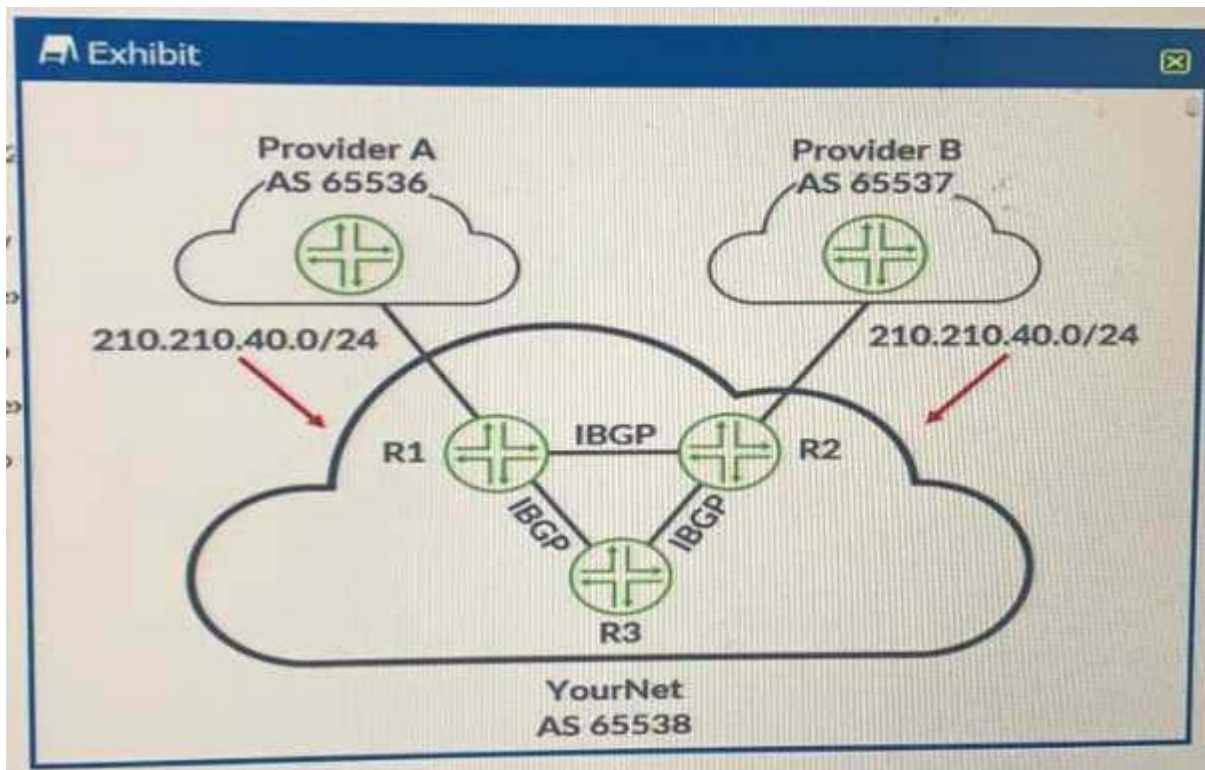 Exhibit
Provider A
AS 65536
Provider B
AS 65537
210.210.40.0/24
210.210.40.0/24
R1
IBGP
R2
IBGP
IBGP
R3
YourNet
AS 65538